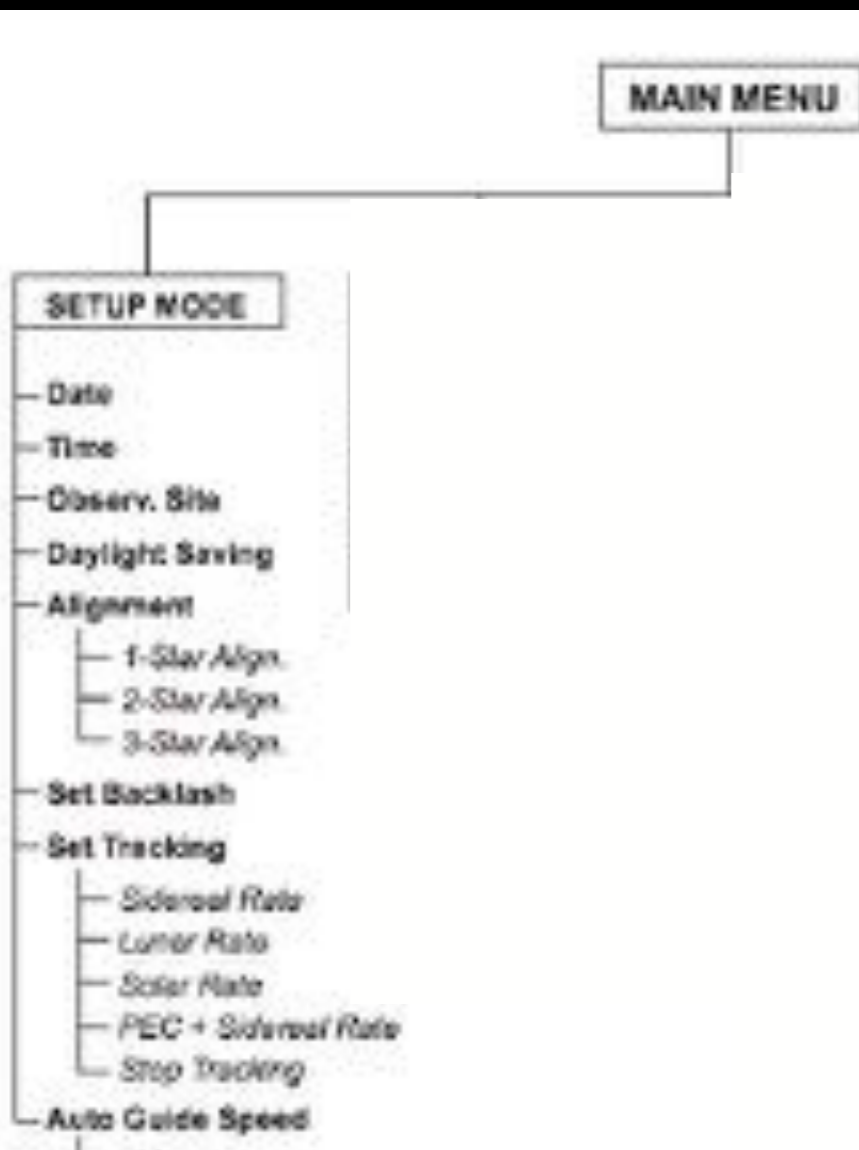 MAIN MENU
SETUP MODE
Date
Time
Observ. Site
Daylight Saving
Alignment
1-Star Align.
2-Star Align.
3-Star Align.
Set Backlash
Set Tracking
Sidereal Rate
Lunar Rate
Solar Rate
PEC + Sidereal Rate
Stop Tracking
Auto Guide Speed